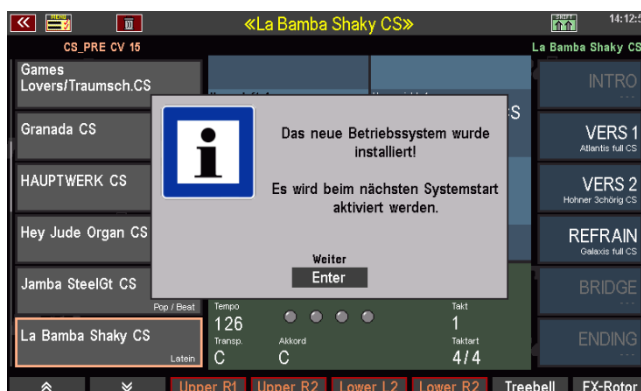 «La Bamba Shaky CS»
14:12:5
CS_PRE CV 15
La Bamba Shaky CS
Games
Lovers/Traumsch.CS
Granada CS
HAUPTWERK CS
Hey Jude Organ CS
Jamba SteelGt CS
Pop / Beat
La Bamba Shaky CS
Latein
Das neue Betriebssystem wurde
installiert!
Es wird beim nächsten Systemstart
aktiviert werden.
Weiter
Enter
Tempo
126
Takt
1
Transp.
C
Akkord
C
Taktart
4/4
INTRO
VERS 1
Atlantis full CS
VERS 2
Hohner 3chörig CS
REFRAIN
Galaxis full CS
BRIDGE
ENDING
Upper R1 Upper R2 Lower L2 Lower R2 Treebell FX-Rotor